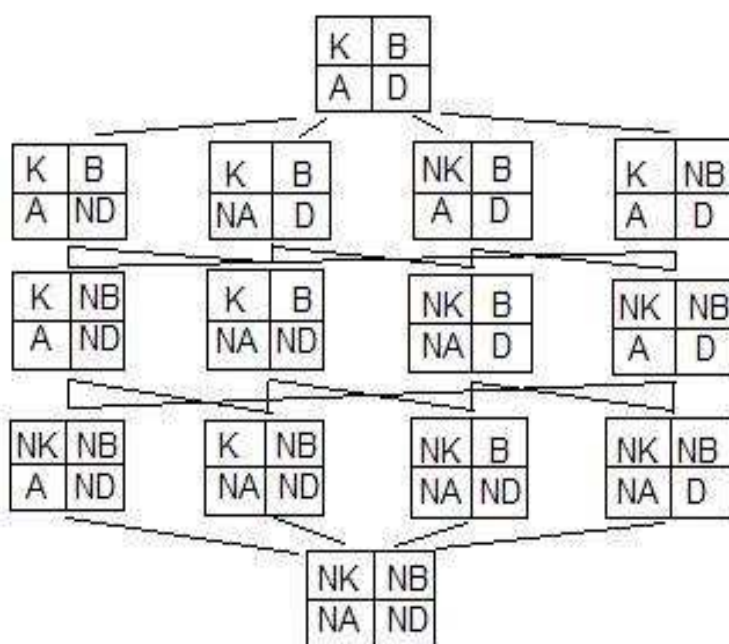 K B
A D
K B K B NK B K NB
A ND NA D A D A D
K NB K B NK B NK NB
A ND NA ND NA D A D
NK NB K NB NK B NK NB
A ND NA ND NA ND NA D
NK NB
NA ND